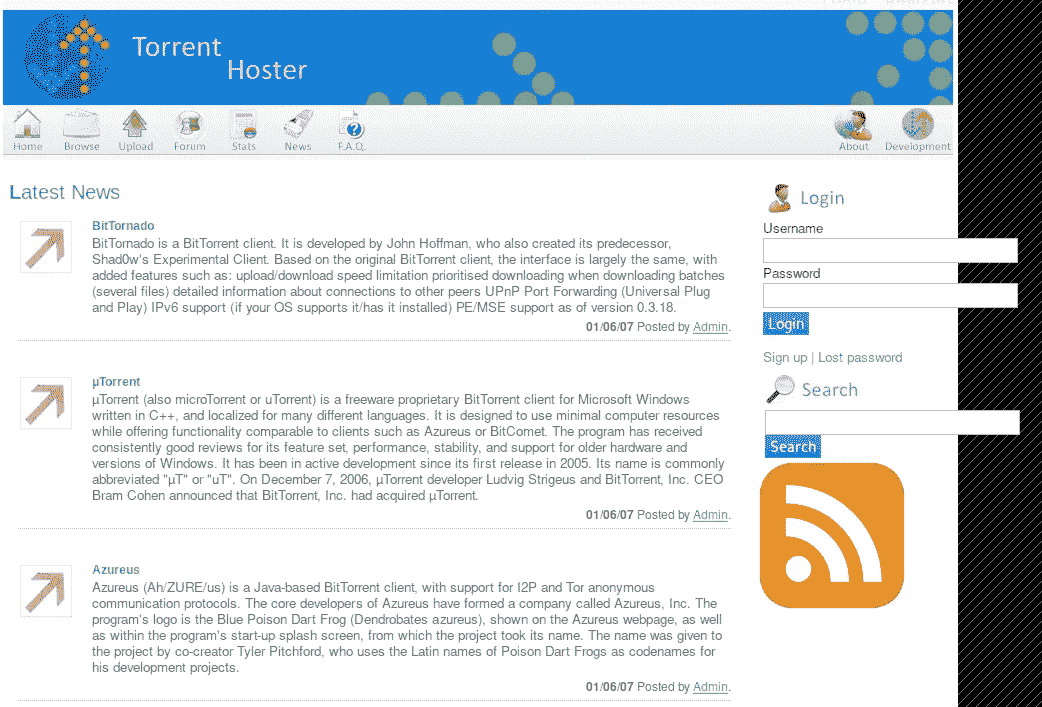 Torrent
Hoster
Home Browse Upload Forum Stats News F.A.Q. About Development
Latest News
BitTornado
BitTornado is a BitTorrent client. It is developed by John Hoffman, who also created its predecessor,
Shad0w's Experimental Client. Based on the original BitTorrent client, the interface is largely the same, with
added features such as: upload/download speed limitation prioritised downloading when downloading batches
(several files) detailed information about connections to other peers UPnP Port Forwarding (Universal Plug
and Play) IPv6 support (if your OS supports it/has it installed) PE/MSE support as of version 0.3.18.
01/06/07 Posted by Admin.
µTorrent
µTorrent (also microTorrent or uTorrent) is a freeware proprietary BitTorrent client for Microsoft Windows
written in C++, and localized for many different languages. It is designed to use minimal computer resources
while offering functionality comparable to clients such as Azureus or BitComet. The program has received
consistently good reviews for its feature set, performance, stability, and support for older hardware and
versions of Windows. It has been in active development since its first release in 2005. Its name is commonly
abbreviated "µT" or "uT". On December 7, 2006, µTorrent developer Ludvig Strigeus and BitTorrent, Inc. CEO
Bram Cohen announced that BitTorrent, Inc. had acquired µTorrent.
01/06/07 Posted by Admin.
Azureus
Azureus (Ah/ZURE/us) is a Java-based BitTorrent client, with support for I2P and Tor anonymous
communication protocols. The core developers of Azureus have formed a company called Azureus, Inc. The
program's logo is the Blue Poison Dart Frog (Dendrobates azureus), shown on the Azureus webpage, as well
as within the program's start-up splash screen, from which the project took its name. The name was given to
the project by co-creator Tyler Pitchford, who uses the Latin names of Poison Dart Frogs as codenames for
his development projects.
01/06/07 Posted by Admin.
Login
Username
Password
Login
Sign up | Lost password
Search
Search